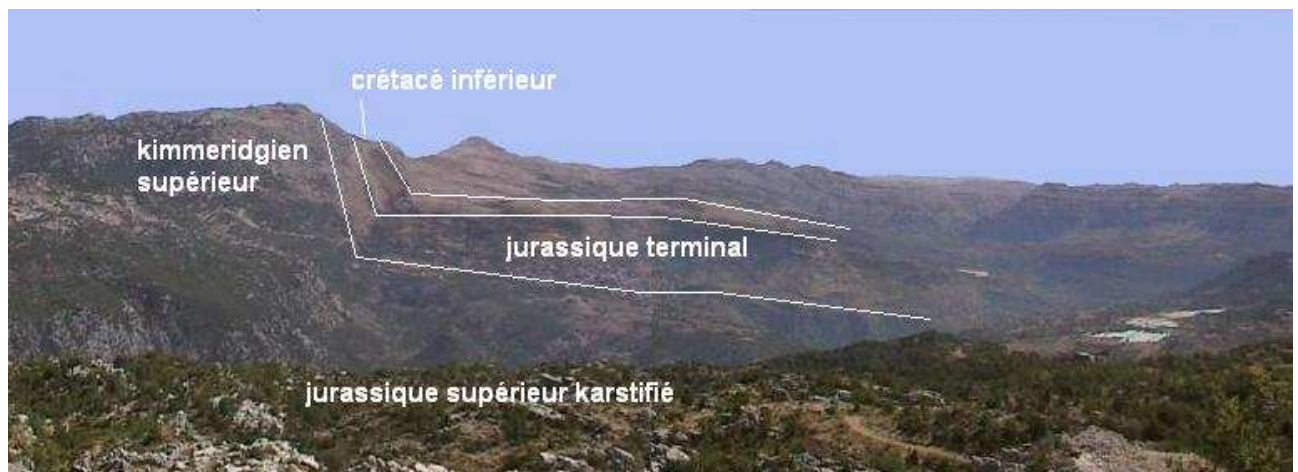 crétacé inférieur
kimmeridgien
supérieur
jurassique terminal
jurassique supérieur karstifié